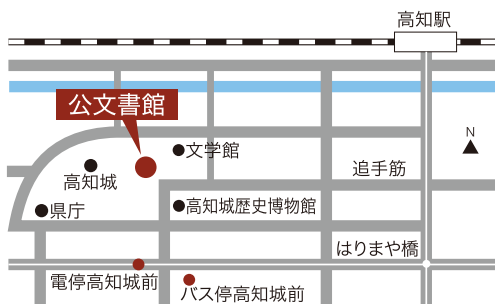 高知駅
公文書館
N
文学館
追手筋
高知城
高知城歴史博物館
県庁
はりまや橋
電停高知城前
バス停高知城前